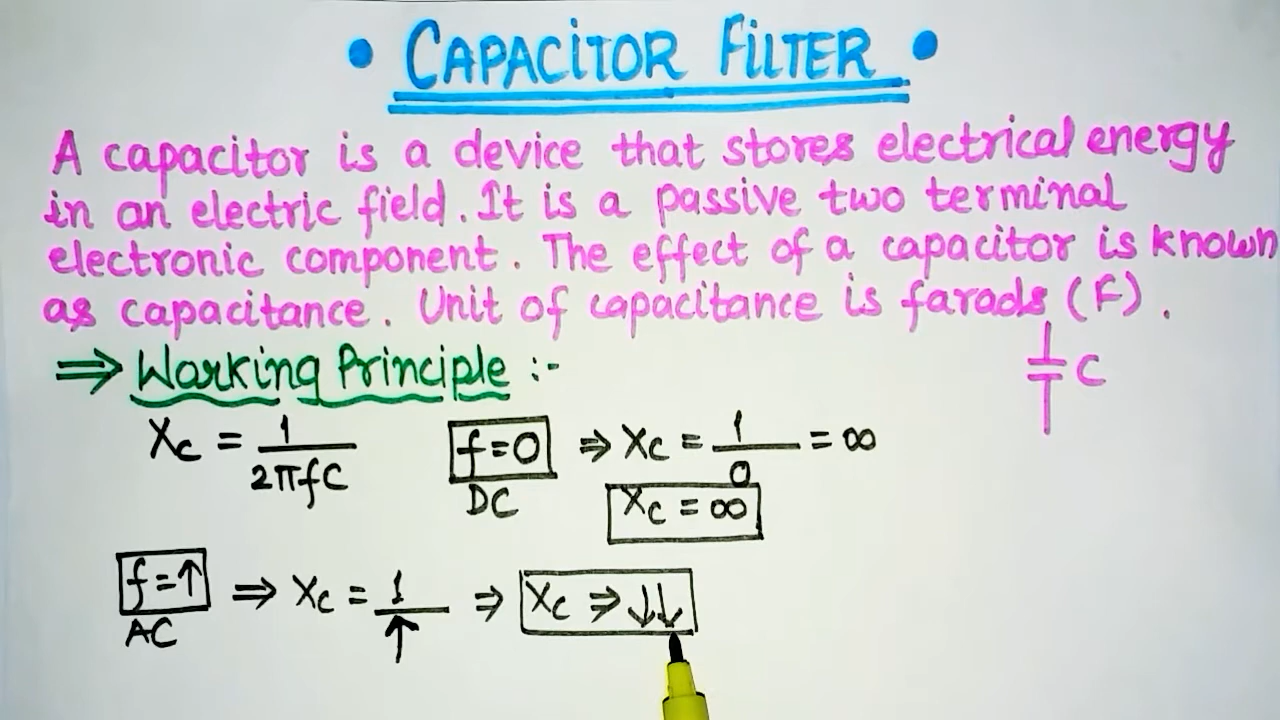 • CAPACITOR FILTER •
A capacitor is a device that stores electrical energy
in an electric field. It is a passive two terminal
electronic component. The effect of a capacitor is known
as capacitance. Unit of capacitance is farads (F).
⇒ Working Principle :-
C
Xc = 1/2πfC   f=0 ⇒ Xc = 1/0 = ∞
DC   Xc = ∞
f=↑ ⇒ Xc = 1/↑ ⇒ Xc ⇒ ↓↓
AC